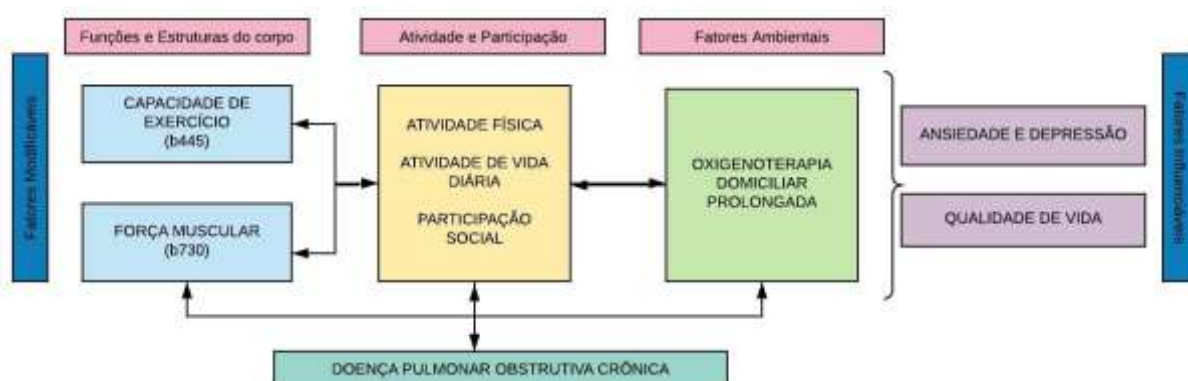 Funções e Estruturas do corpo
Atividade e Participação
Fatores Ambientais
Fatores Modificáveis
CAPACIDADE DE
EXERCÍCIO
(b445)
FORÇA MUSCULAR
(b730)
ATIVIDADE FÍSICA
ATIVIDADE DE VIDA
DIÁRIA
PARTICIPAÇÃO
SOCIAL
OXIGENOTERAPIA
DOMICILIAR
PROLONGADA
ANSIEDADE E DEPRESSÃO
QUALIDADE DE VIDA
Fatores Influenciáveis
DOENÇA PULMONAR OBSTRUTIVA CRÔNICA